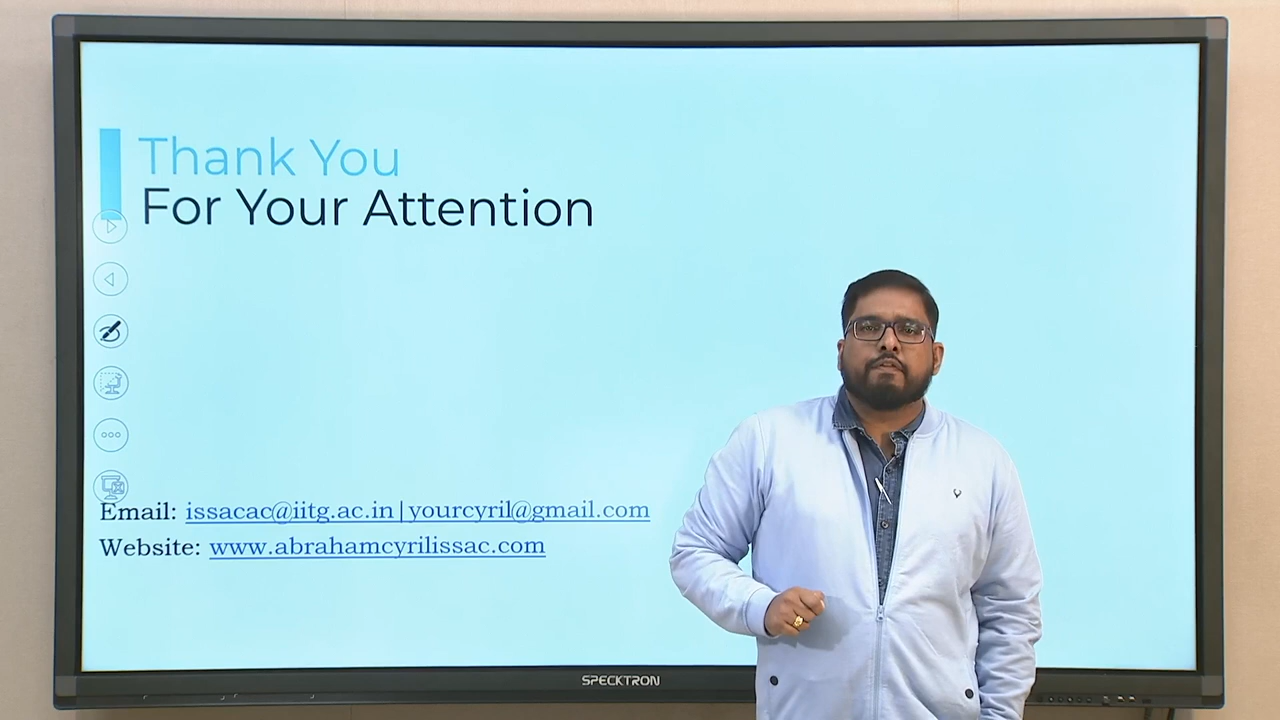 Thank You
For Your Attention
Email: issacac@iitg.ac.in|yourcyril@gmail.com
Website: www.abrahamcyrilissac.com
SPECKTRON